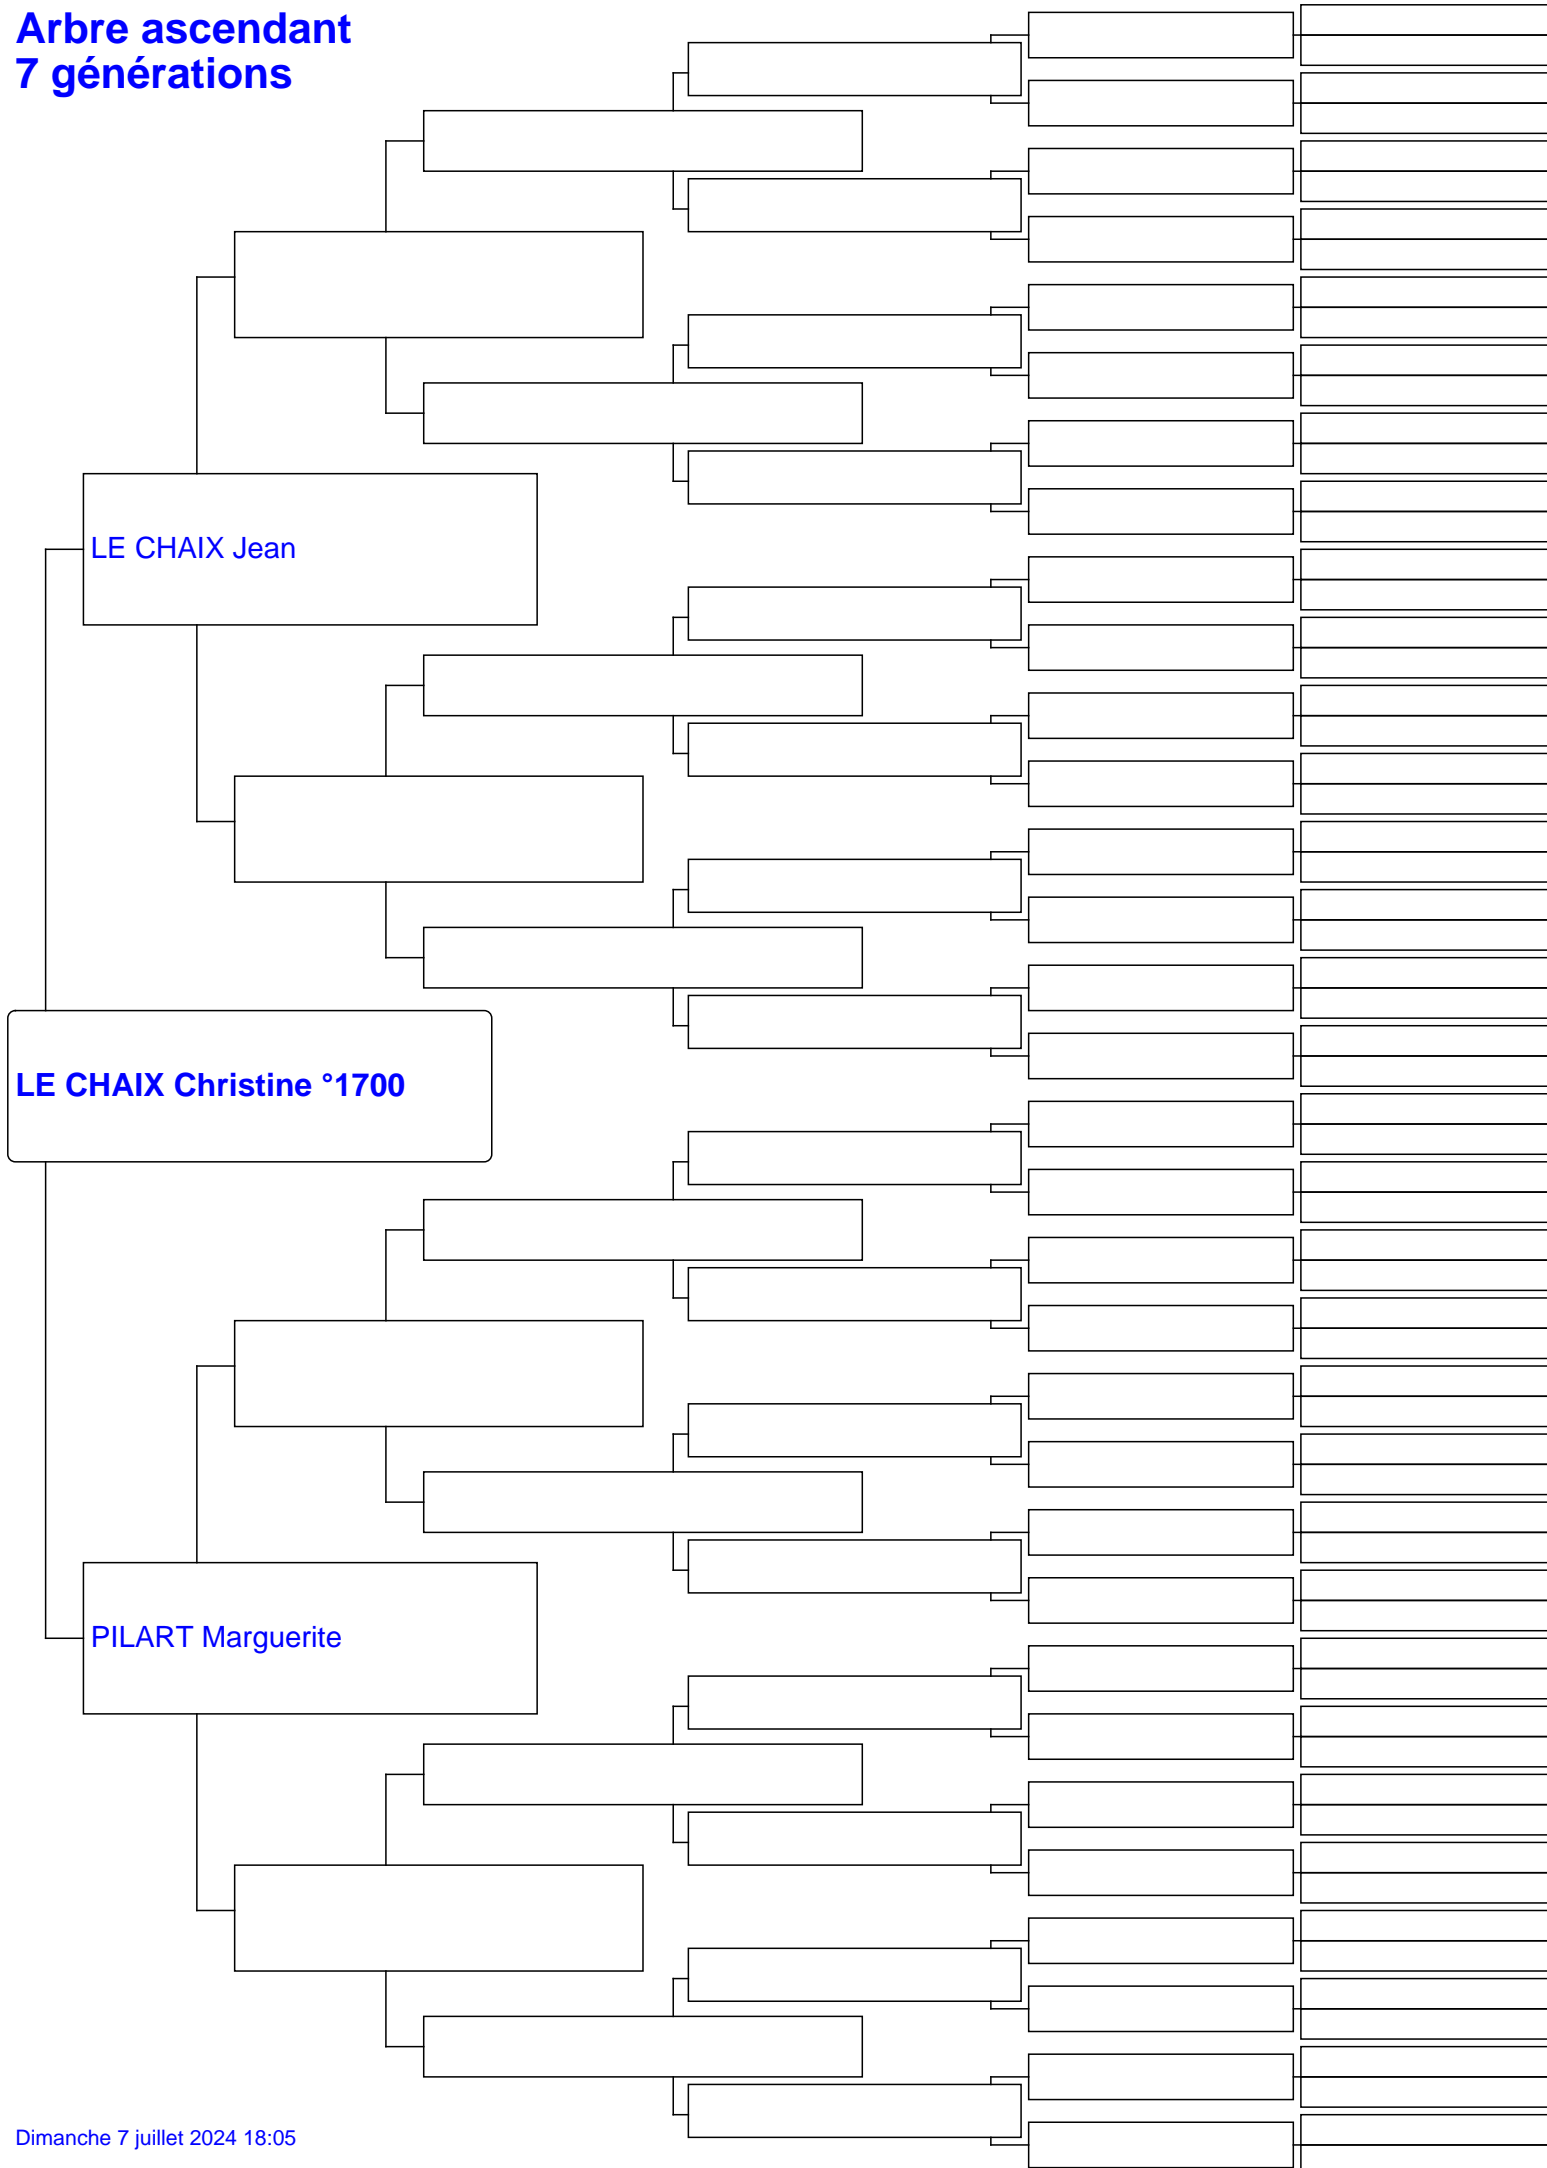 Arbre ascendant
7 générations
LE CHAIX Jean
LE CHAIX Christine °1700
PILART Marguerite
Dimanche 7 juillet 2024 18:05